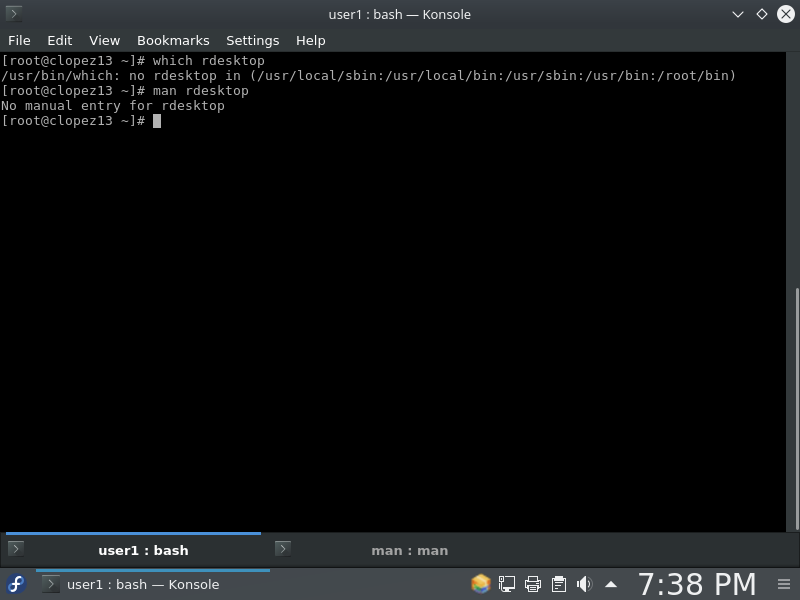 user1 : bash — Konsole
File Edit View Bookmarks Settings Help
[root@clopez13 ~]# which rdesktop
/usr/bin/which: no rdesktop in (/usr/local/sbin:/usr/local/bin:/usr/sbin:/usr/bin:/root/bin)
[root@clopez13 ~]# man rdesktop
No manual entry for rdesktop
[root@clopez13 ~]#
user1 : bash man : man
user1 : bash — Konsole 7:38 PM